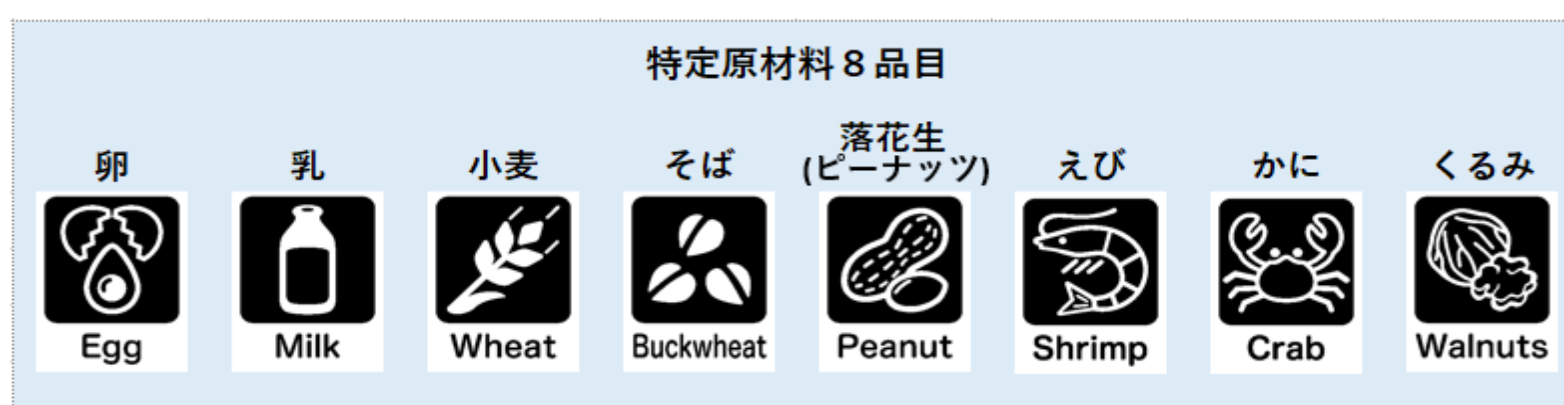 特定原材料８品目
卵
乳
小麦
そば
落花生
(ピーナッツ)
えび
かに
くるみ
Egg
Milk
Wheat
Buckwheat
Peanut
Shrimp
Crab
Walnuts